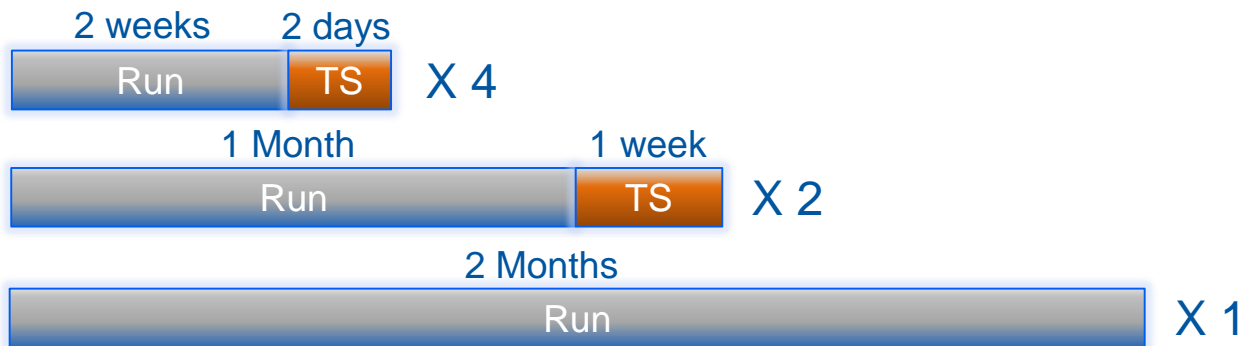 2 weeks 2 days
Run TS X 4
1 Month 1 week
Run TS X 2
2 Months
Run X 1